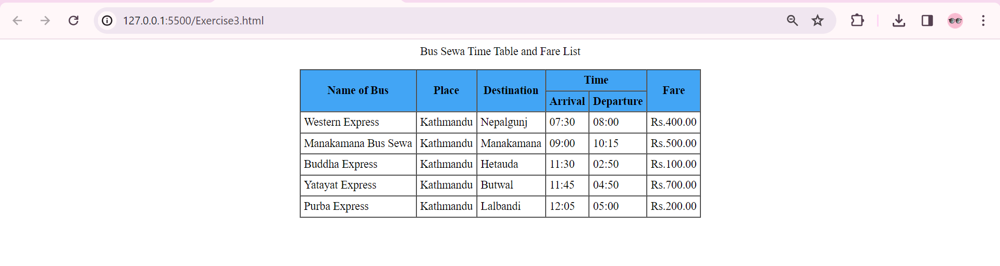 127.0.0.1:5500/Exercise3.html
Bus Sewa Time Table and Fare List
Name of Bus Place Destination Time Fare
Arrival Departure
Western Express Kathmandu Nepalgunj 07:30 08:00 Rs.400.00
Manakamana Bus Sewa Kathmandu Manakamana 09:00 10:15 Rs.500.00
Buddha Express Kathmandu Hetauda 11:30 02:50 Rs.100.00
Yatayat Express Kathmandu Butwal 11:45 04:50 Rs.700.00
Purba Express Kathmandu Lalbandi 12:05 05:00 Rs.200.00